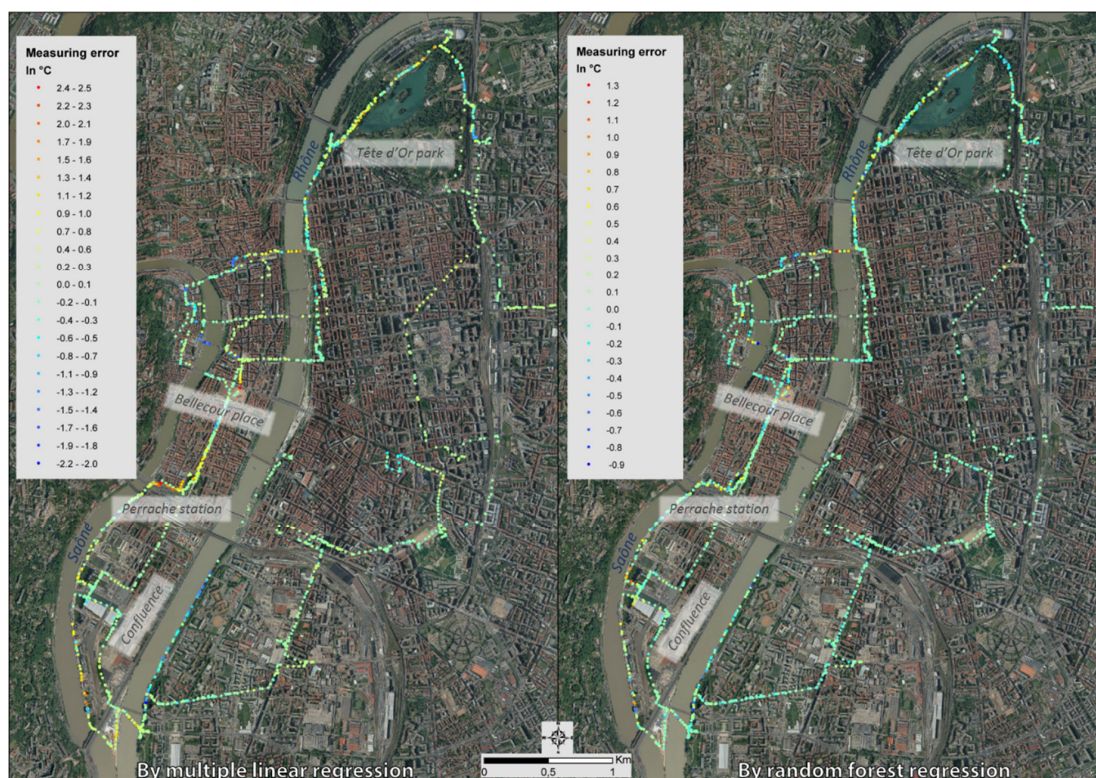 Measuring error
In °C
2.4 - 2.5
2.2 - 2.3
2.0 - 2.1
1.7 - 1.9
1.5 - 1.6
1.3 - 1.4
1.1 - 1.2
0.9 - 1.0
0.7 - 0.8
0.4 - 0.6
0.2 - 0.3
0.0 - 0.1
-0.2 - -0.1
-0.4 - -0.3
-0.6 - -0.5
-0.8 - -0.7
-1.1 - -0.9
-1.3 - -1.2
-1.5 - -1.4
-1.7 - -1.6
-1.9 - -1.8
-2.2 - -2.0
Rhône
Tête d'Or park
Bellecour place
Perrache station
Saône
Confluence
By multiple linear regression
Measuring error
In °C
1.3
1.2
1.1
1.0
0.9
0.8
0.7
0.6
0.5
0.4
0.3
0.2
0.1
0.0
-0.1
-0.2
-0.3
-0.4
-0.5
-0.6
-0.7
-0.8
-0.9
Rhône
Tête d'Or park
Bellecour place
Perrache station
Saône
Confluence
0 0,5 1 Km
By random forest regression